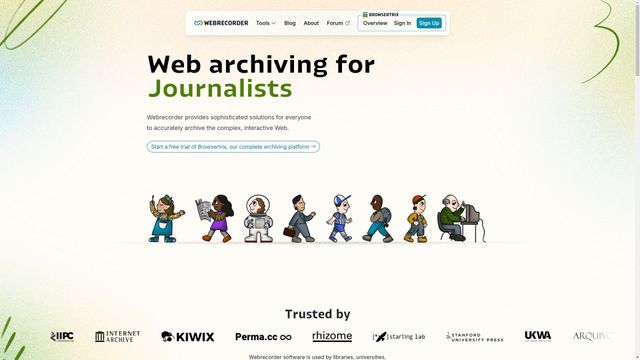 WEBRECORDER Tools Blog About Forum BROWSERTRIX Overview Sign In Sign Up
Web archiving for
Journalists
Webrecorder provides sophisticated solutions for everyone
to accurately archive the complex, interactive Web.
Start a free trial of Browsertrix, our complete archiving platform →
Trusted by
IIPC INTERNET ARCHIVE KIWIX Perma.cc rhizome [*]starling lab STANFORD UNIVERSITY PRESS UKWA ARQUIVO
Webrecorder software is used by libraries, universities,